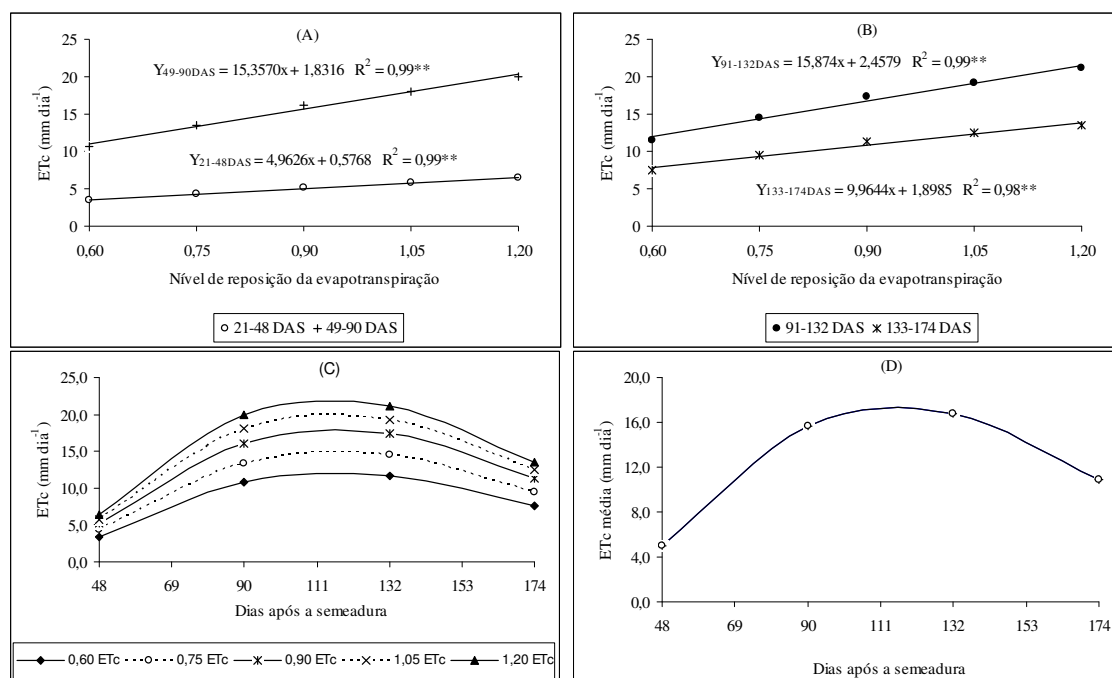 (A)
25
20
15
10
5
0
ETc (mm dia-1)
Y49-90DAS = 15,3570x + 1,8316 R2 = 0,99**
Y21-48DAS = 4,9626x + 0,5768 R2 = 0,99**
0,60 0,75 0,90 1,05 1,20
Nível de reposição da evapotranspiração
21-48 DAS 49-90 DAS
(B)
25
20
15
10
5
0
ETc (mm dia-1)
Y91-132DAS = 15,874x + 2,4579 R2 = 0,99**
Y133-174DAS = 9,9644x + 1,8985 R2 = 0,98**
0,60 0,75 0,90 1,05 1,20
Nível de reposição da evapotranspiração
91-132 DAS 133-174 DAS
(C)
25,0
20,0
15,0
10,0
5,0
0,0
ETc (mm dia-1)
48 69 90 111 132 153 174
Dias após a semeadura
0,60 ETc 0,75 ETc 0,90 ETc 1,05 ETc 1,20 ETc
(D)
20,0
16,0
12,0
8,0
4,0
0,0
ETc média (mm dia-1)
48 69 90 111 132 153 174
Dias após a semeadura